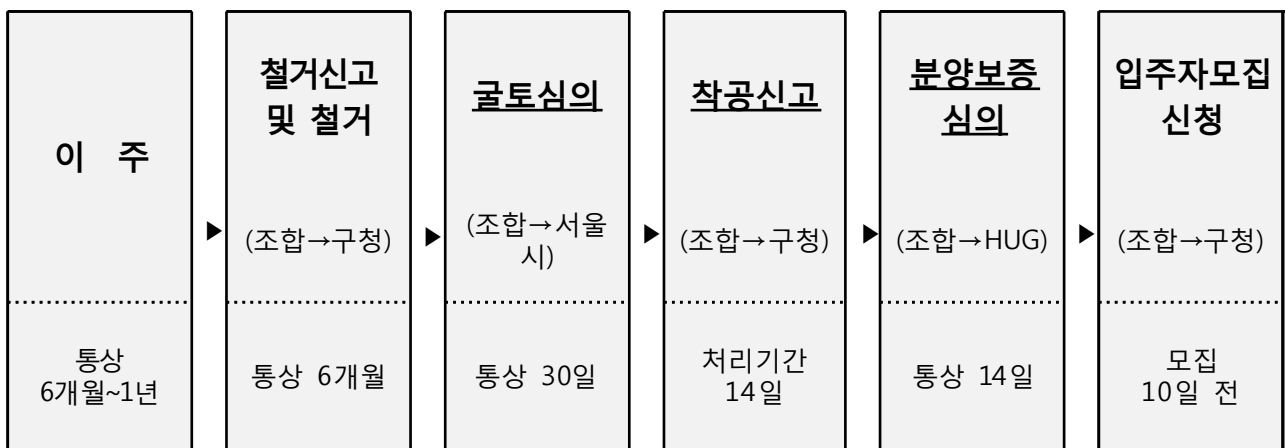 이 주
통상
6개월~1년
▶
철거신고
및 철거
(조합→구청)
통상 6개월
▶
굴토심의
(조합→서울
시)
통상 30일
▶
착공신고
(조합→구청)
처리기간
14일
▶
분양보증
심의
(조합→HUG)
통상 14일
▶
입주자모집
신청
(조합→구청)
모집
10일 전